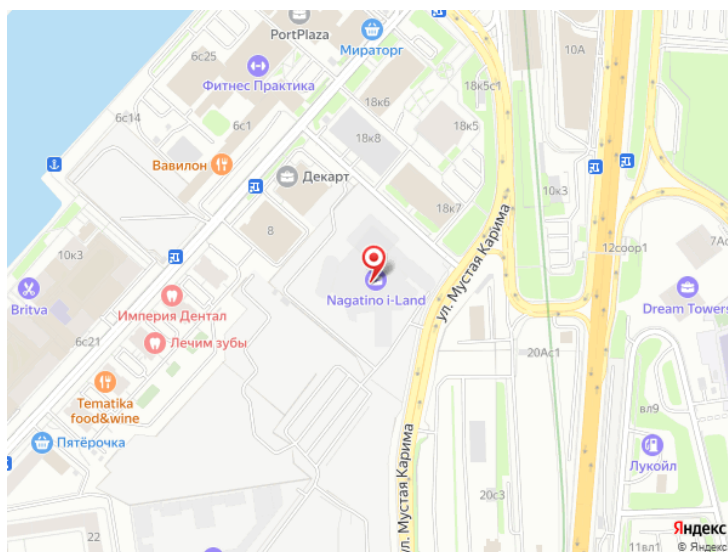 6с25
PortPlaza
Мираторг
10А
Фитнес Практика
18к6
18к5с1
6с14
6с1
18к8
18к5
Вавилон
Декарт
10к3
18к7
8
10к3
ул. Мустая Карима
12соор1
7Ас
Nagatino i-Land
Britva
Империя Дентал
Dream Towers
6с21
Лечим зубы
20Ас1
Tematika
food&wine
вл9
Пятёрочка
ул. Мустая Карима
Лукойл
20с3
22
11вл1
Яндекс
© Яндекс